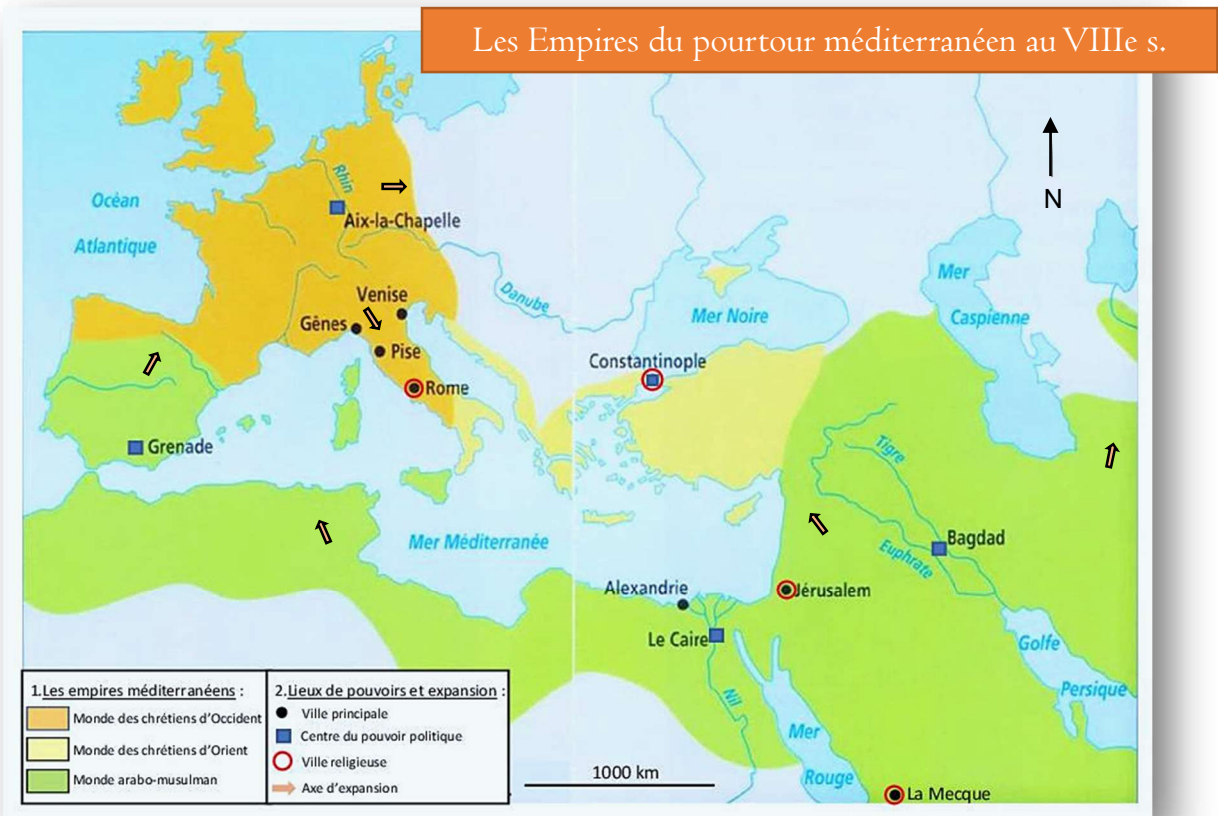 Les Empires du pourtour méditerranéen au VIIIe s.
N
Rhin
Océan
Atlantique
Aix-la-Chapelle
Mer
Caspienne
Danube
Venise
Gênes
Mer Noire
Pise
Constantinople
Rome
Grenade
Tigre
Mer Méditerranée
Bagdad
Euphrate
Alexandrie
Jérusalem
Le Caire
Golfe
Persique
Nil
Mer
Rouge
La Mecque
1.Les empires méditerranéens :
Monde des chrétiens d'Occident
Monde des chrétiens d'Orient
Monde arabo-musulman
2.Lieux de pouvoirs et expansion :
Ville principale
Centre du pouvoir politique
Ville religieuse
Axe d'expansion
1000 km